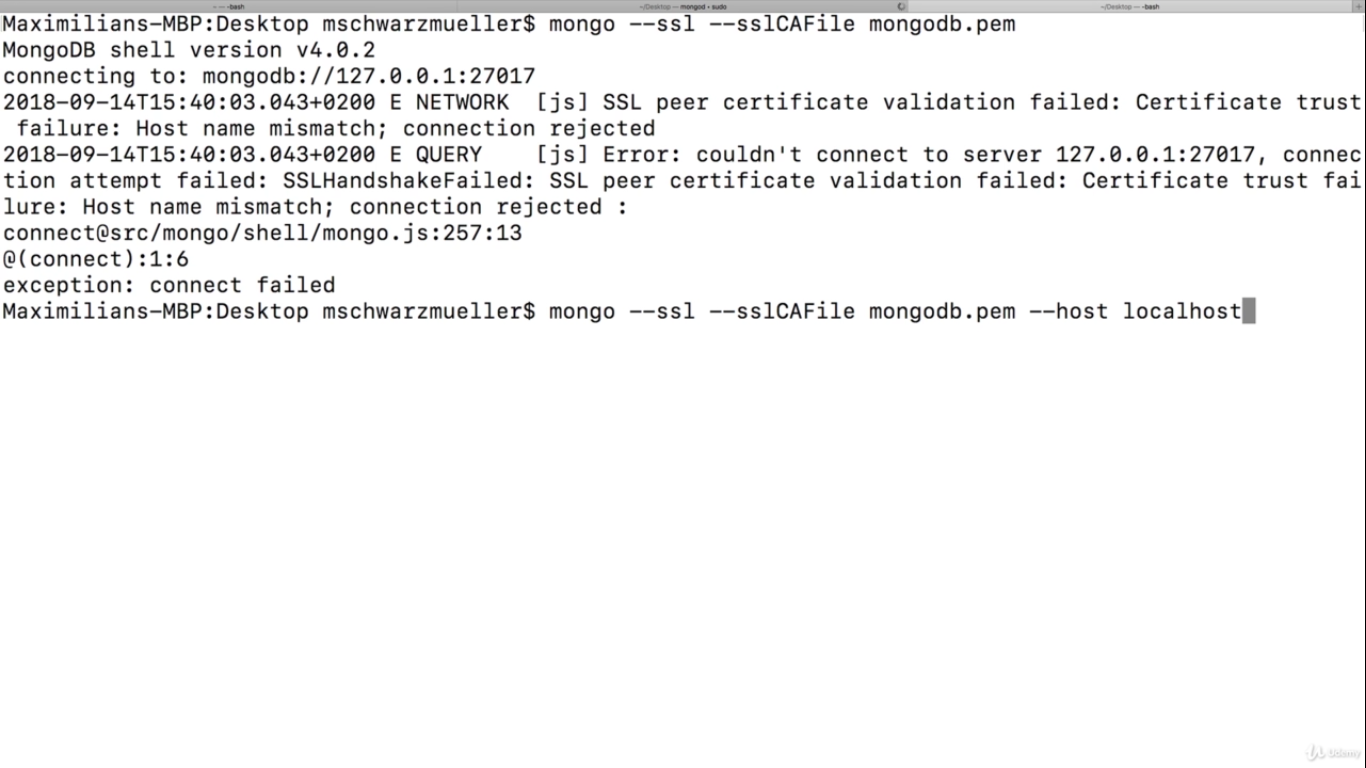 ~ — -bash
~/Desktop — mongod • sudo
~/Desktop — -bash
Maximilians-MBP:Desktop mschwarzmueller$ mongo --ssl --sslCAFile mongodb.pem
MongoDB shell version v4.0.2
connecting to: mongodb://127.0.0.1:27017
2018-09-14T15:40:03.043+0200 E NETWORK  [js] SSL peer certificate validation failed: Certificate trust
 failure: Host name mismatch; connection rejected
2018-09-14T15:40:03.043+0200 E QUERY    [js] Error: couldn't connect to server 127.0.0.1:27017, connec
tion attempt failed: SSLHandshakeFailed: SSL peer certificate validation failed: Certificate trust fai
lure: Host name mismatch; connection rejected :
connect@src/mongo/shell/mongo.js:257:13
@(connect):1:6
exception: connect failed
Maximilians-MBP:Desktop mschwarzmueller$ mongo --ssl --sslCAFile mongodb.pem --host localhost
Udemy